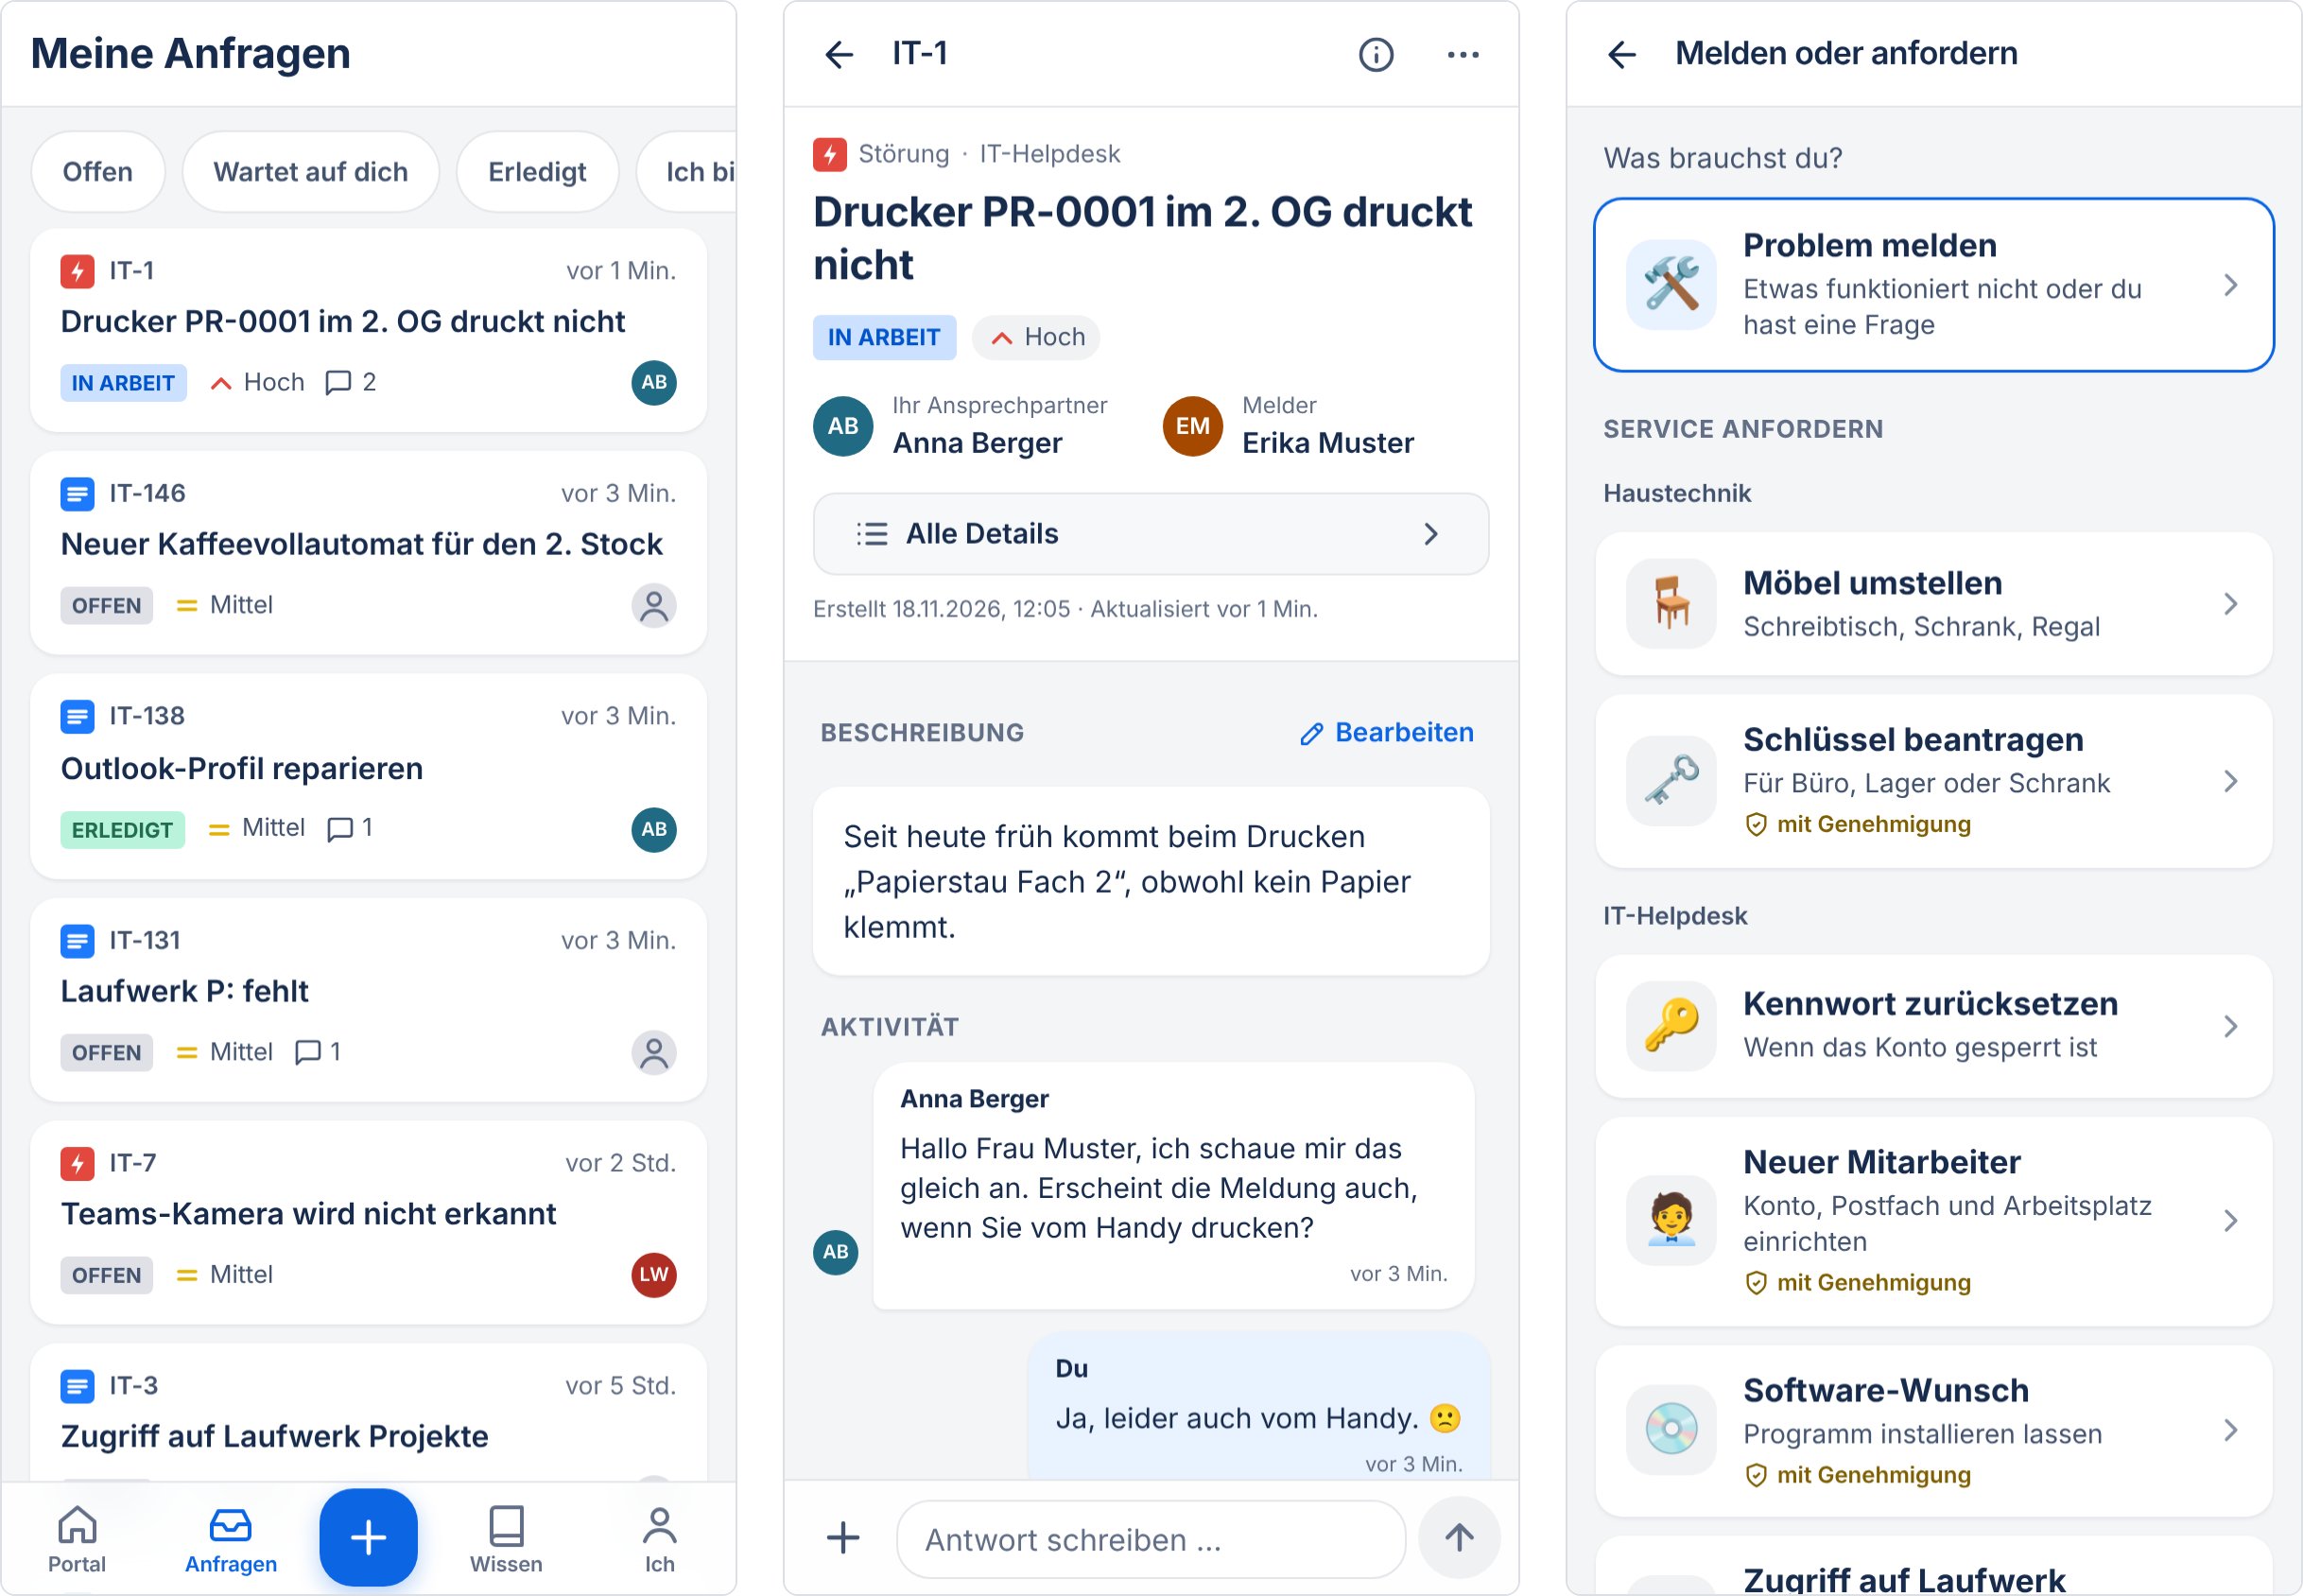 Meine Anfragen
Offen
Wartet auf dich
Erledigt
Ich bi
IT-1
vor 1 Min.
Drucker PR-0001 im 2. OG druckt nicht
IN ARBEIT
Hoch
2
AB
IT-146
vor 3 Min.
Neuer Kaffeevollautomat für den 2. Stock
OFFEN
Mittel
IT-138
vor 3 Min.
Outlook-Profil reparieren
ERLEDIGT
Mittel
1
AB
IT-131
vor 3 Min.
Laufwerk P: fehlt
OFFEN
Mittel
1
IT-7
vor 2 Std.
Teams-Kamera wird nicht erkannt
OFFEN
Mittel
LW
IT-3
vor 5 Std.
Zugriff auf Laufwerk Projekte
Portal
Anfragen
Wissen
Ich
IT-1
Störung · IT-Helpdesk
Drucker PR-0001 im 2. OG druckt
nicht
IN ARBEIT
Hoch
AB
Ihr Ansprechpartner
Anna Berger
EM
Melder
Erika Muster
Alle Details
Erstellt 18.11.2026, 12:05 · Aktualisiert vor 1 Min.
BESCHREIBUNG
Bearbeiten
Seit heute früh kommt beim Drucken
„Papierstau Fach 2“, obwohl kein Papier
klemmt.
AKTIVITÄT
Anna Berger
Hallo Frau Muster, ich schaue mir das
gleich an. Erscheint die Meldung auch,
wenn Sie vom Handy drucken?
AB
vor 3 Min.
Du
Ja, leider auch vom Handy. 🙁
vor 3 Min.
Antwort schreiben ...
Melden oder anfordern
Was brauchst du?
Problem melden
Etwas funktioniert nicht oder du
hast eine Frage
SERVICE ANFORDERN
Haustechnik
Möbel umstellen
Schreibtisch, Schrank, Regal
Schlüssel beantragen
Für Büro, Lager oder Schrank
mit Genehmigung
IT-Helpdesk
Kennwort zurücksetzen
Wenn das Konto gesperrt ist
Neuer Mitarbeiter
Konto, Postfach und Arbeitsplatz
einrichten
mit Genehmigung
Software-Wunsch
Programm installieren lassen
mit Genehmigung
Zugriff auf Laufwerk